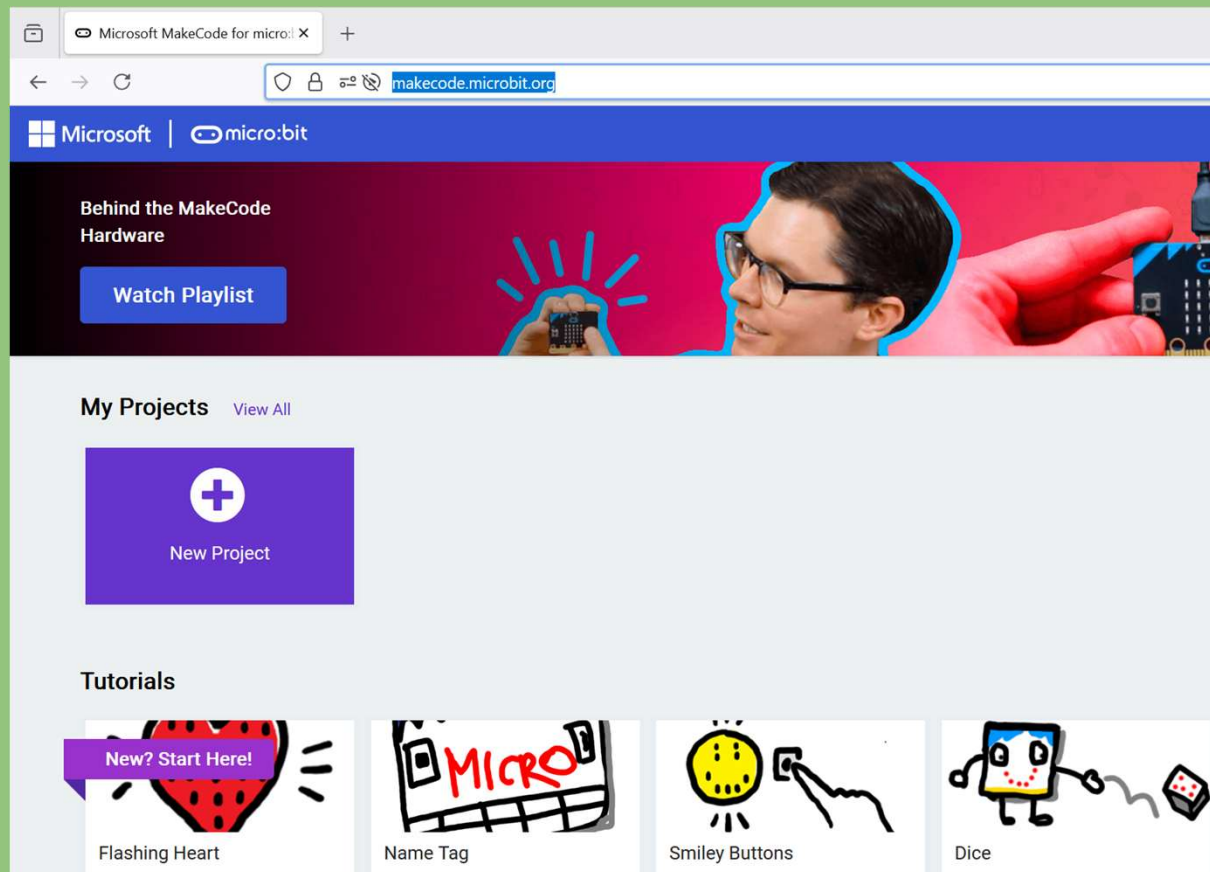 Microsoft MakeCode for micro:
makecode.microbit.org
Microsoft | micro:bit
Behind the MakeCode
Hardware
Watch Playlist
My Projects View All
New Project
Tutorials
New? Start Here!
MICRO
Flashing Heart
Name Tag
Smiley Buttons
Dice